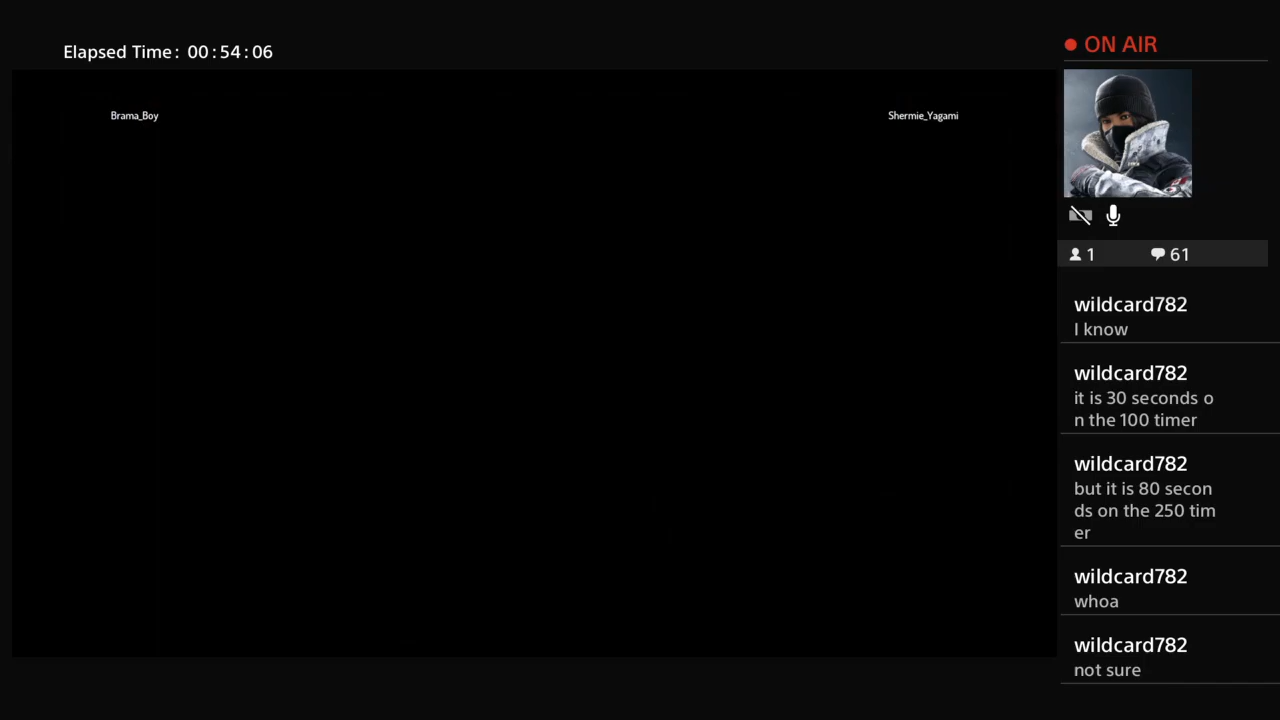 Elapsed Time: 00:54:06
ON AIR
Brama_Boy
Shermie_Yagami
1
61
wildcard782
I know
wildcard782
it is 30 seconds o
n the 100 timer
wildcard782
but it is 80 secon
ds on the 250 tim
er
wildcard782
whoa
wildcard782
not sure